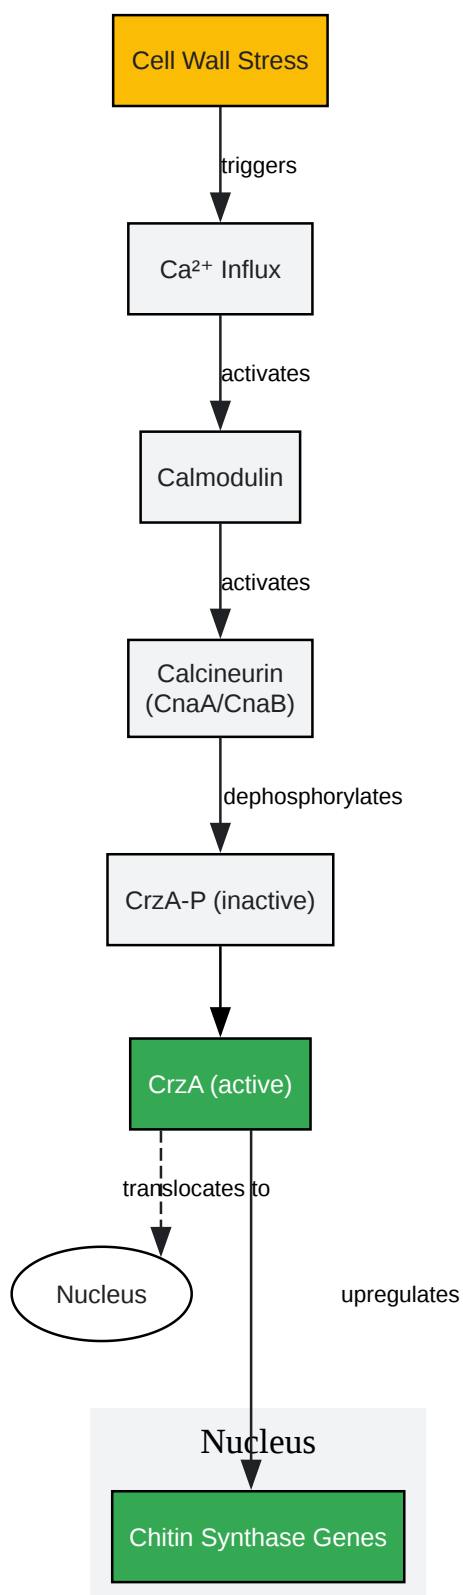 Cell Wall Stress
triggers
Ca²⁺ Influx
activates
Calmodulin
activates
Calcineurin
(CnaA/CnaB)
dephosphorylates
CrzA-P (inactive)
CrzA (active)
translocates to
Nucleus
upregulates
Nucleus
Chitin Synthase Genes